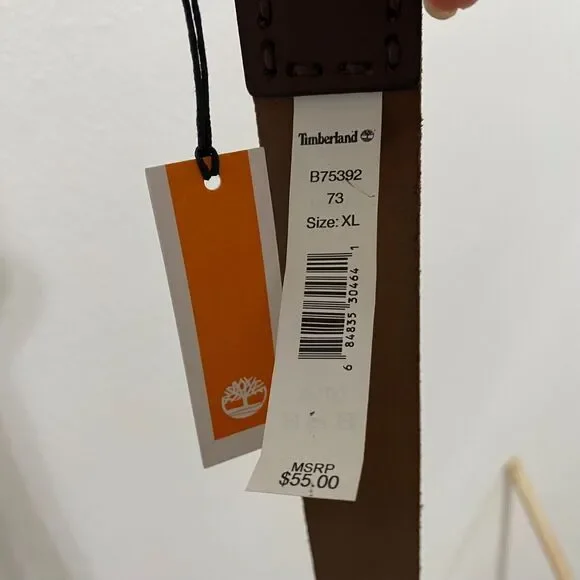 Timberland
B75392
73
Size: XL
6 84835 30464 1
MSRP
$55.00